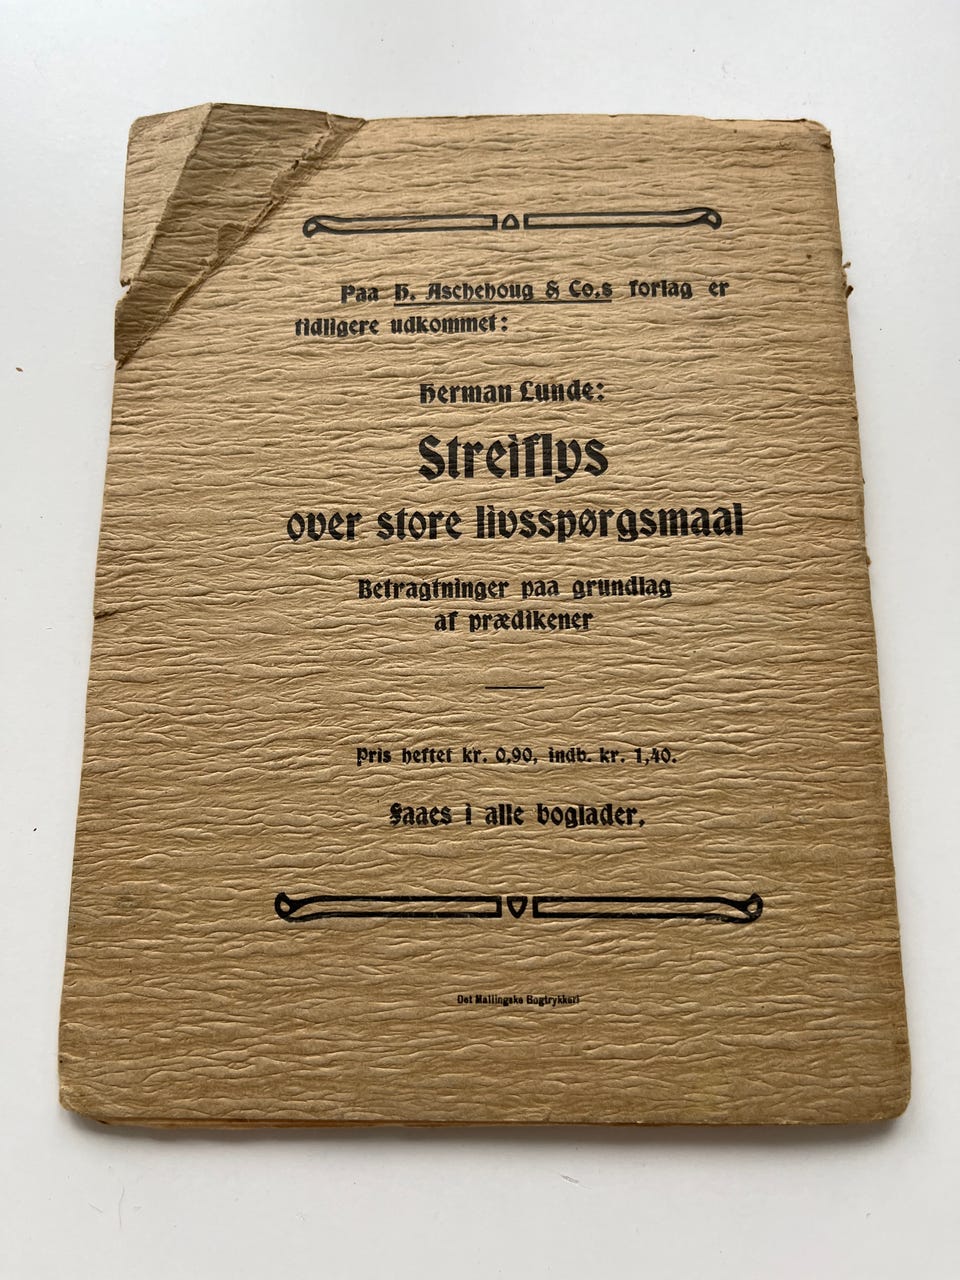 Paa H. Aschehoug & Co.s forlag er
tidligere udkommet:
Herman Lunde:
Streiflys
over store livsspørgsmaal
Betragtninger paa grundlag
af prædikener
Pris heftet kr. 0,90, indb. kr. 1,40.
Faaes i alle boglader.
Det Mallingske Bogtrykkeri